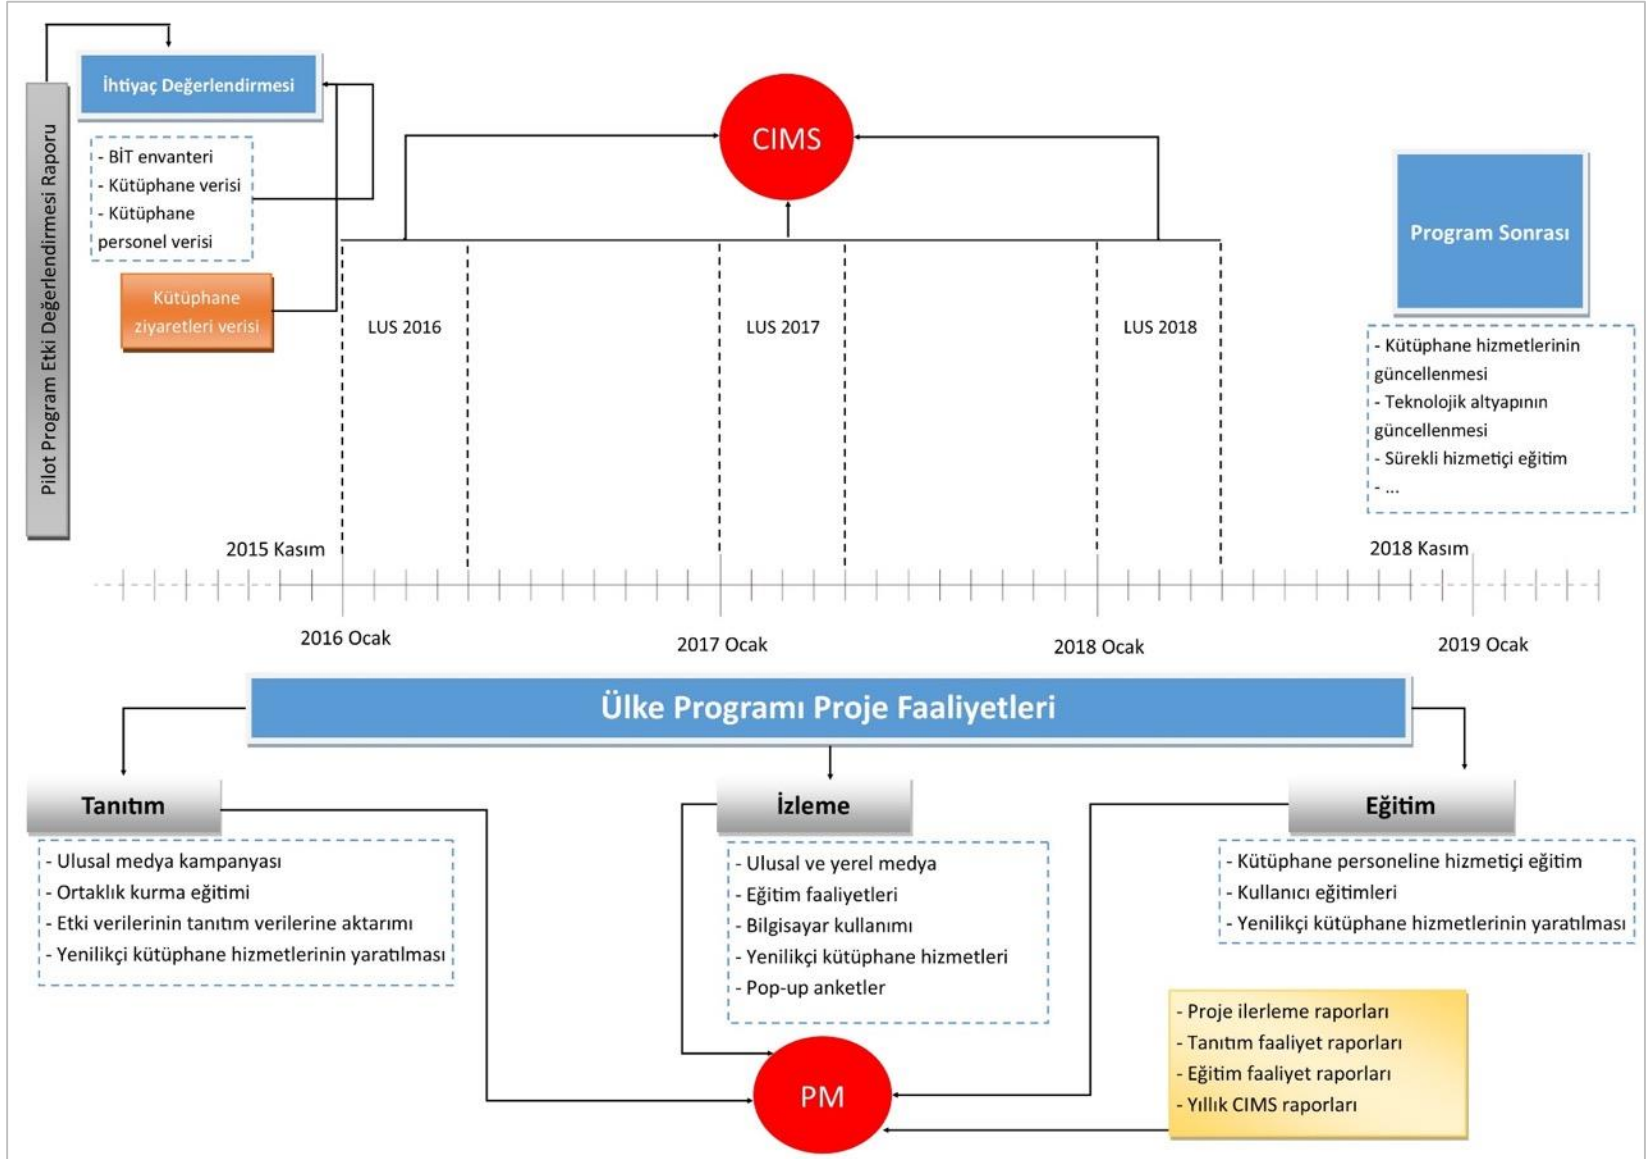 Pilot Program Etki Değerlendirmesi Raporu
İhtiyaç Değerlendirmesi
- BİT envanteri
- Kütüphane verisi
- Kütüphane
personel verisi
Kütüphane
ziyaretleri verisi
CIMS
LUS 2016
LUS 2017
LUS 2018
Program Sonrası
- Kütüphane hizmetlerinin
güncellenmesi
- Teknolojik altyapının
güncellenmesi
- Sürekli hizmetiçi eğitim
- ...
2015 Kasım
2018 Kasım
2016 Ocak
2017 Ocak
2018 Ocak
2019 Ocak
Ülke Programı Proje Faaliyetleri
Tanıtım
- Ulusal medya kampanyası
- Ortaklık kurma eğitimi
- Etki verilerinin tanıtım verilerine aktarımı
- Yenilikçi kütüphane hizmetlerinin yaratılması
İzleme
- Ulusal ve yerel medya
- Eğitim faaliyetleri
- Bilgisayar kullanımı
- Yenilikçi kütüphane hizmetleri
- Pop-up anketler
Eğitim
- Kütüphane personeline hizmetiçi eğitim
- Kullanıcı eğitimleri
- Yenilikçi kütüphane hizmetlerinin yaratılması
- Proje ilerleme raporları
- Tanıtım faaliyet raporları
- Eğitim faaliyet raporları
- Yıllık CIMS raporları
PM